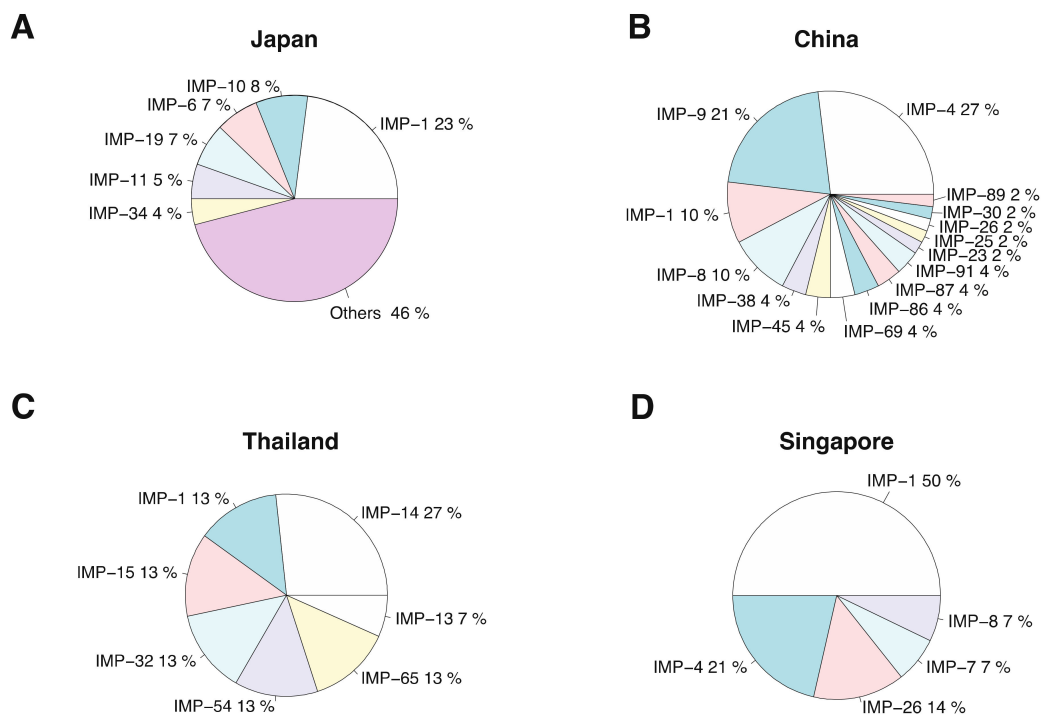 A
Japan
IMP−10 8 %
IMP−6 7 %
IMP−1 23 %
IMP−19 7 %
IMP−11 5 %
IMP−34 4 %
Others 46 %
B
China
IMP−9 21 %
IMP−4 27 %
IMP−1 10 %
IMP−89 2 %
IMP−30 2 %
IMP−26 2 %
IMP−25 2 %
IMP−23 2 %
IMP−91 4 %
IMP−8 10 %
IMP−87 4 %
IMP−38 4 %
IMP−86 4 %
IMP−45 4 %
IMP−69 4 %
C
Thailand
IMP−1 13 %
IMP−14 27 %
IMP−15 13 %
IMP−13 7 %
IMP−32 13 %
IMP−65 13 %
IMP−54 13 %
D
Singapore
IMP−1 50 %
IMP−8 7 %
IMP−4 21 %
IMP−7 7 %
IMP−26 14 %